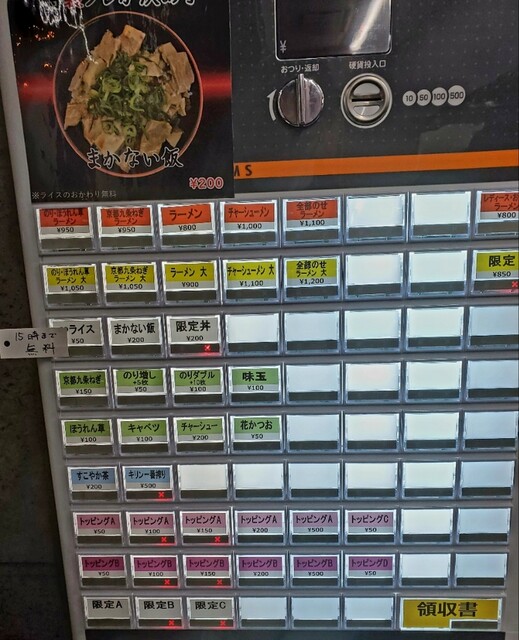 まかない飯
¥200
※ライスのおかわり無料
¥
おつり・返却
硬貨投入口
10 50 100 500
MS
のり・ほうれん草
ラーメン
¥950
京都九条ねぎ
ラーメン
¥950
ラーメン
¥800
チャーシューメン
¥1,000
全部のせ
ラーメン
¥1,100
レディース・お
ラーメ
¥800
のり・ほうれん草
ラーメン 大
¥1,050
京都九条ねぎ
ラーメン 大
¥1,050
ラーメン 大
¥900
チャーシューメン 大
¥1,100
全部のせ
ラーメン 大
¥1,200
限定
¥850
15時まで
無料
ライス
¥50
まかない飯
¥200
限定丼
¥200
京都九条ねぎ
¥150
のり増し
+5枚
¥50
のりダブル
+10枚
¥100
味玉
¥100
ほうれん草
¥100
キャベツ
¥100
チャーシュー
¥200
花かつお
¥50
すこやか茶
¥200
キリン一番搾り
¥500
トッピングA
¥50
トッピングA
¥100
トッピングA
¥150
トッピングA
¥200
トッピングA
¥500
トッピングC
¥50
トッピングB
¥50
トッピングB
¥100
トッピングB
¥150
トッピングB
¥200
トッピングB
¥500
トッピングD
¥50
限定A
限定B
限定C
領収書